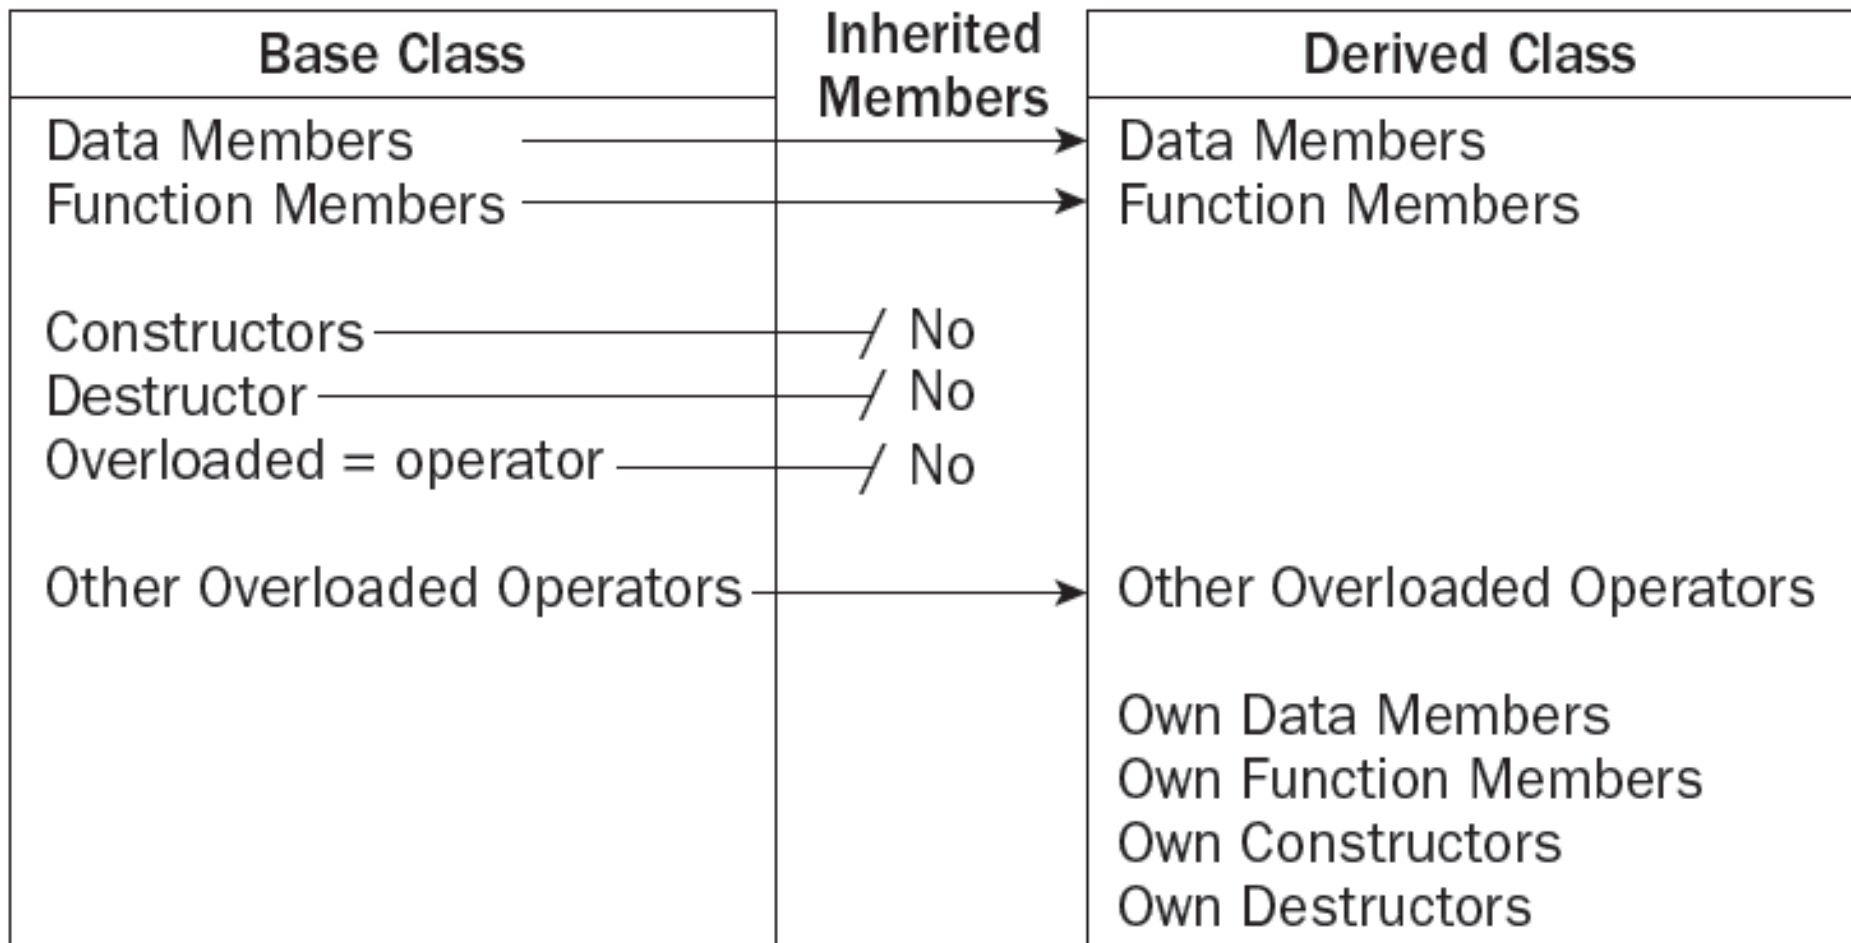 Base Class
Inherited
Members
Derived Class
Data Members
Data Members
Function Members
Function Members
Constructors
No
Destructor
No
Overloaded = operator
No
Other Overloaded Operators
Other Overloaded Operators
Own Data Members
Own Function Members
Own Constructors
Own Destructors